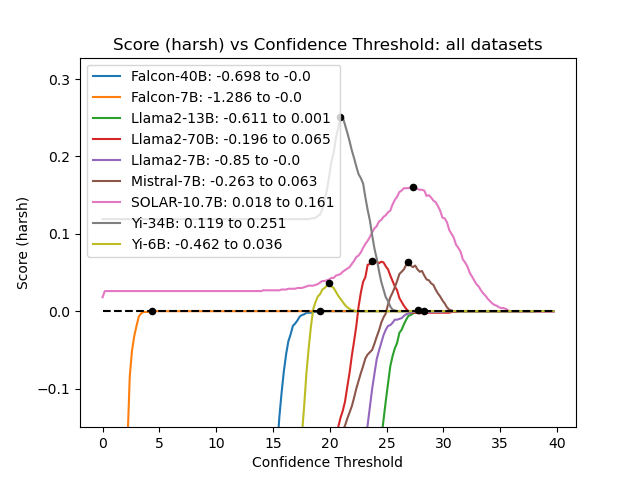 Score (harsh) vs Confidence Threshold: all datasets
Falcon-40B: -0.698 to -0.0
Falcon-7B: -1.286 to -0.0
Llama2-13B: -0.611 to 0.001
Llama2-70B: -0.196 to 0.065
Llama2-7B: -0.85 to -0.0
Mistral-7B: -0.263 to 0.063
SOLAR-10.7B: 0.018 to 0.161
Yi-34B: 0.119 to 0.251
Yi-6B: -0.462 to 0.036
Score (harsh)
0.3
0.2
0.1
0.0
−0.1
0 5 10 15 20 25 30 35 40
Confidence Threshold